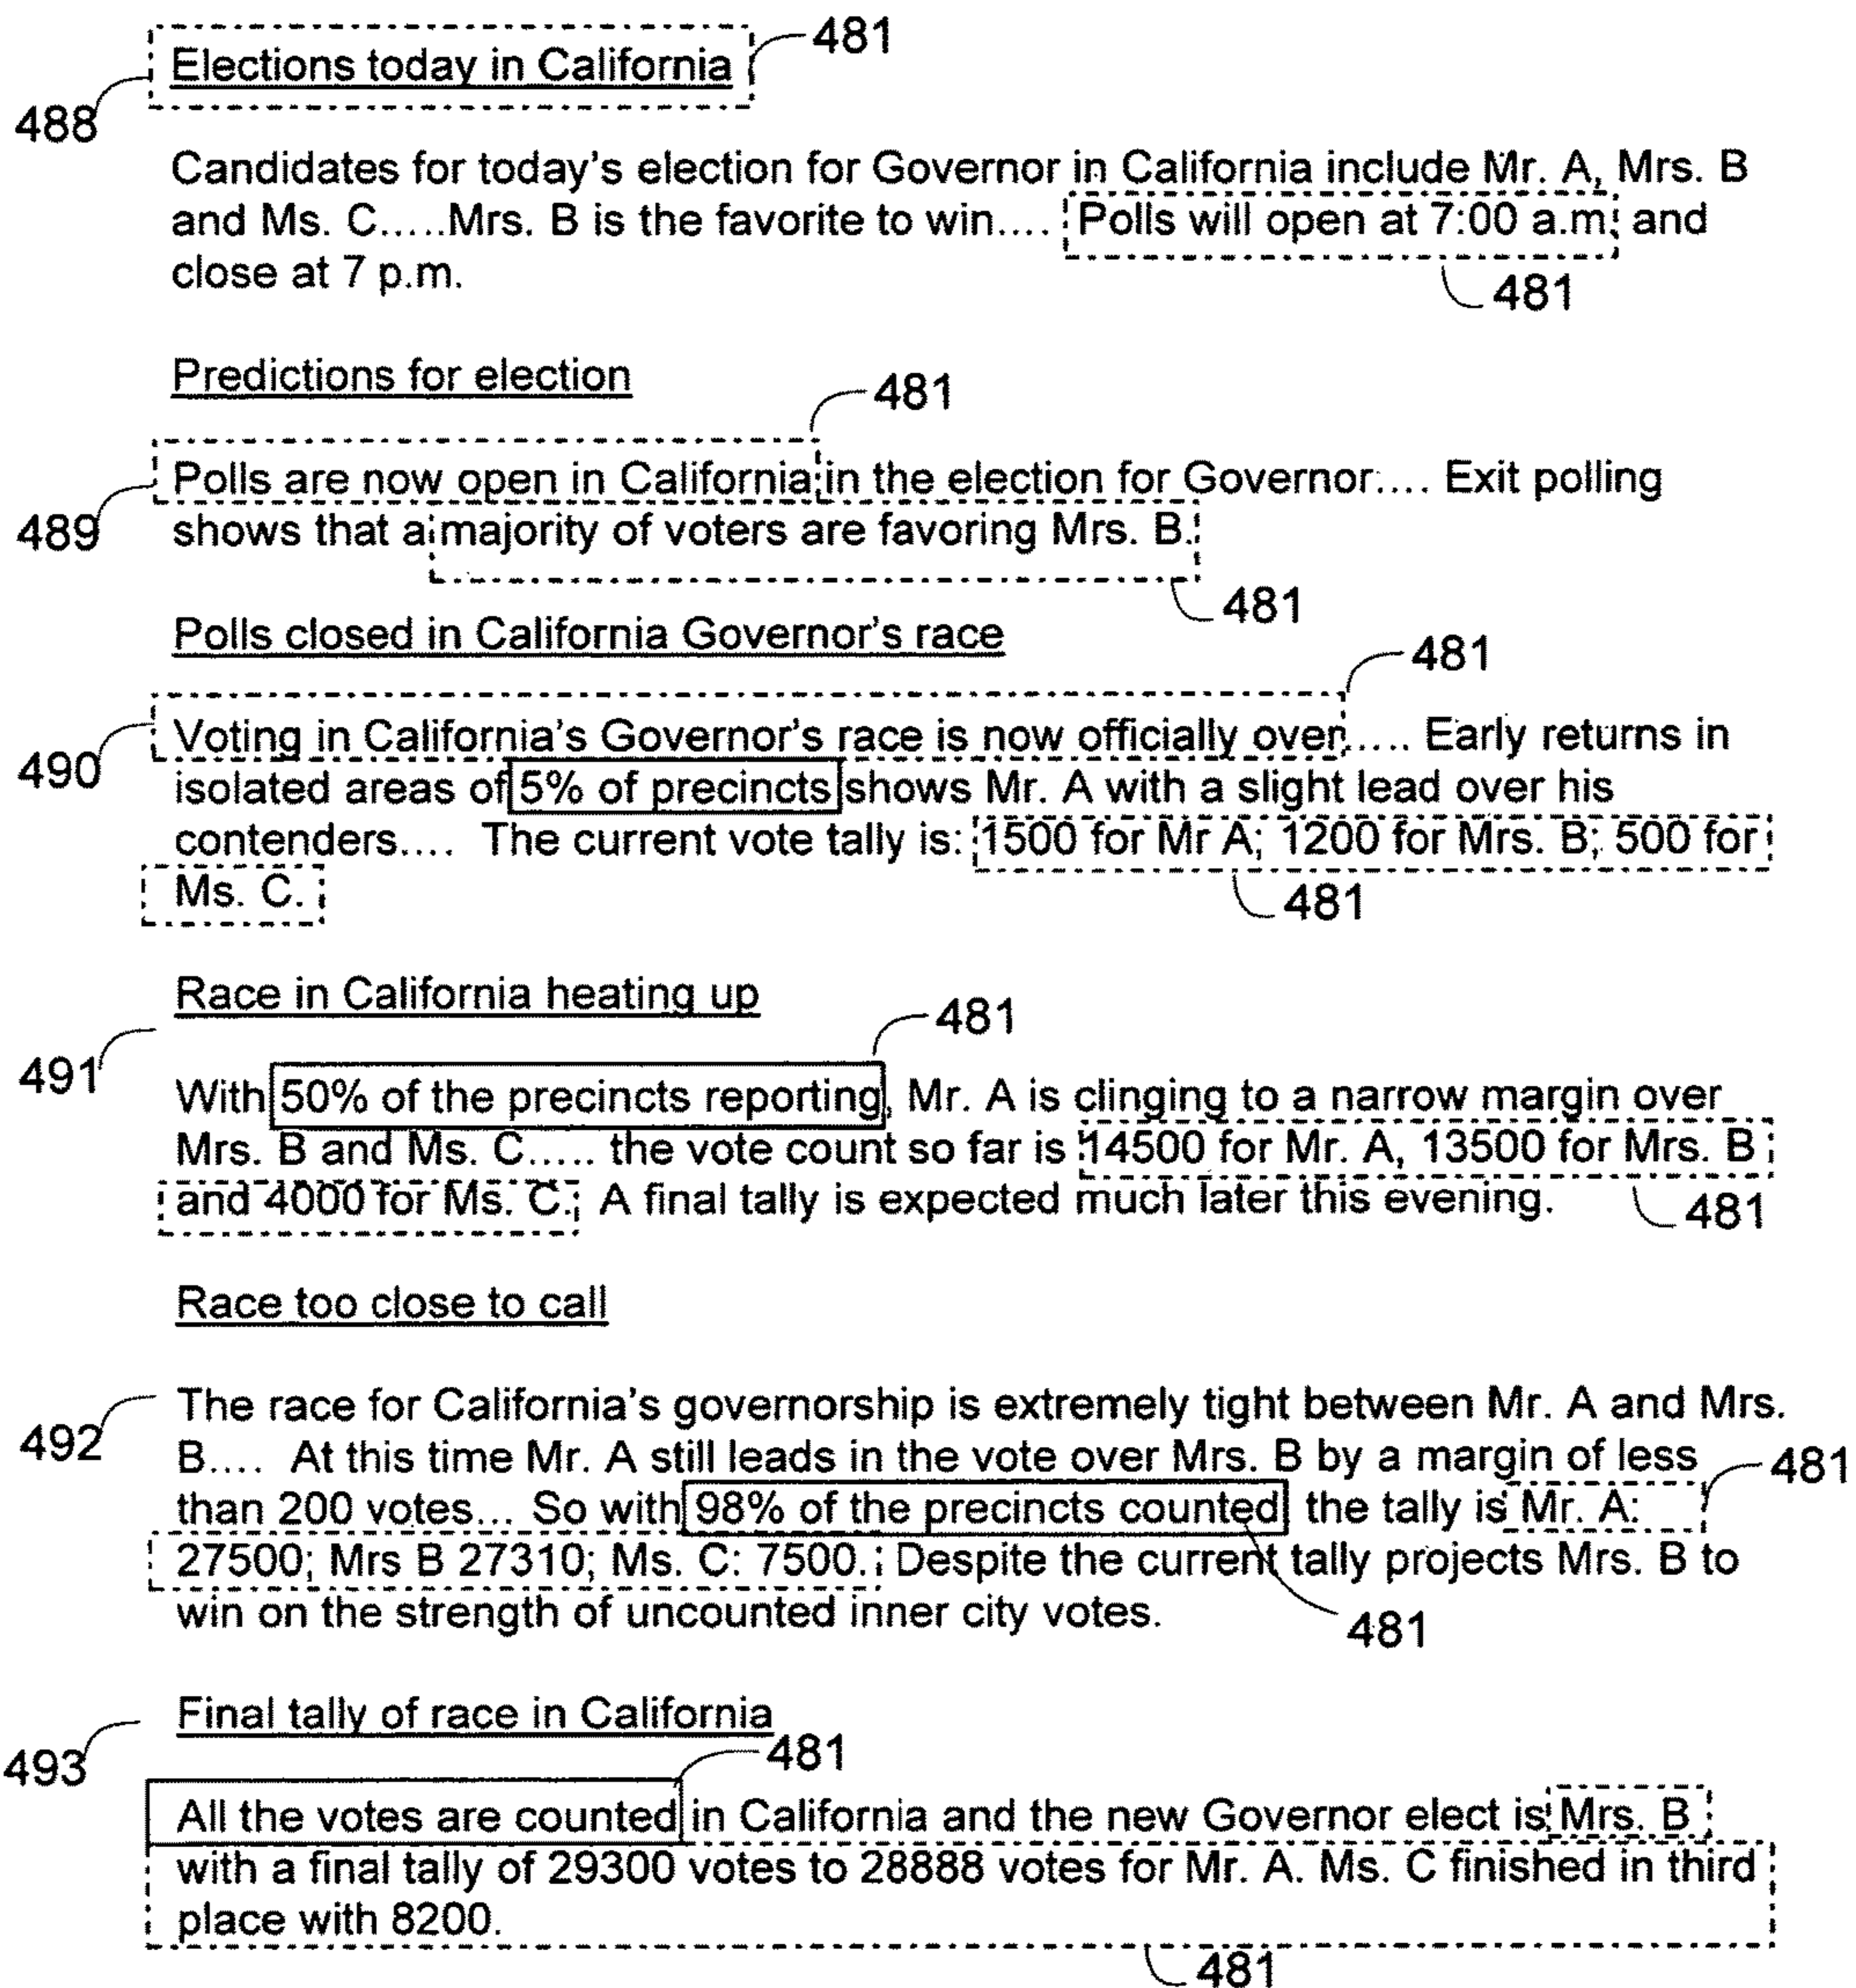 Elections today in California 481
488
Candidates for today's election for Governor in California include Mr. A, Mrs. B
and Ms. C.....Mrs. B is the favorite to win.... Polls will open at 7:00 a.m. and
close at 7 p.m.
481
Predictions for election
481
Polls are now open in California in the election for Governor.... Exit polling
489
shows that a majority of voters are favoring Mrs. B.
481
Polls closed in California Governor's race
481
Voting in California's Governor's race is now officially over..... Early returns in
490
isolated areas of 5% of precincts shows Mr. A with a slight lead over his
contenders.... The current vote tally is: 1500 for Mr A; 1200 for Mrs. B; 500 for
Ms. C.
481
Race in California heating up
481
491
With 50% of the precincts reporting, Mr. A is clinging to a narrow margin over
Mrs. B and Ms. C..... the vote count so far is 14500 for Mr. A, 13500 for Mrs. B
and 4000 for Ms. C. A final tally is expected much later this evening.
481
Race too close to call
The race for California's governorship is extremely tight between Mr. A and Mrs.
492
B.... At this time Mr. A still leads in the vote over Mrs. B by a margin of less
481
than 200 votes... So with 98% of the precincts counted the tally is Mr. A:
27500; Mrs B 27310; Ms. C: 7500. Despite the current tally projects Mrs. B to
win on the strength of uncounted inner city votes.
481
Final tally of race in California
493
481
All the votes are counted in California and the new Governor elect is Mrs. B
with a final tally of 29300 votes to 28888 votes for Mr. A. Ms. C finished in third
place with 8200.
481